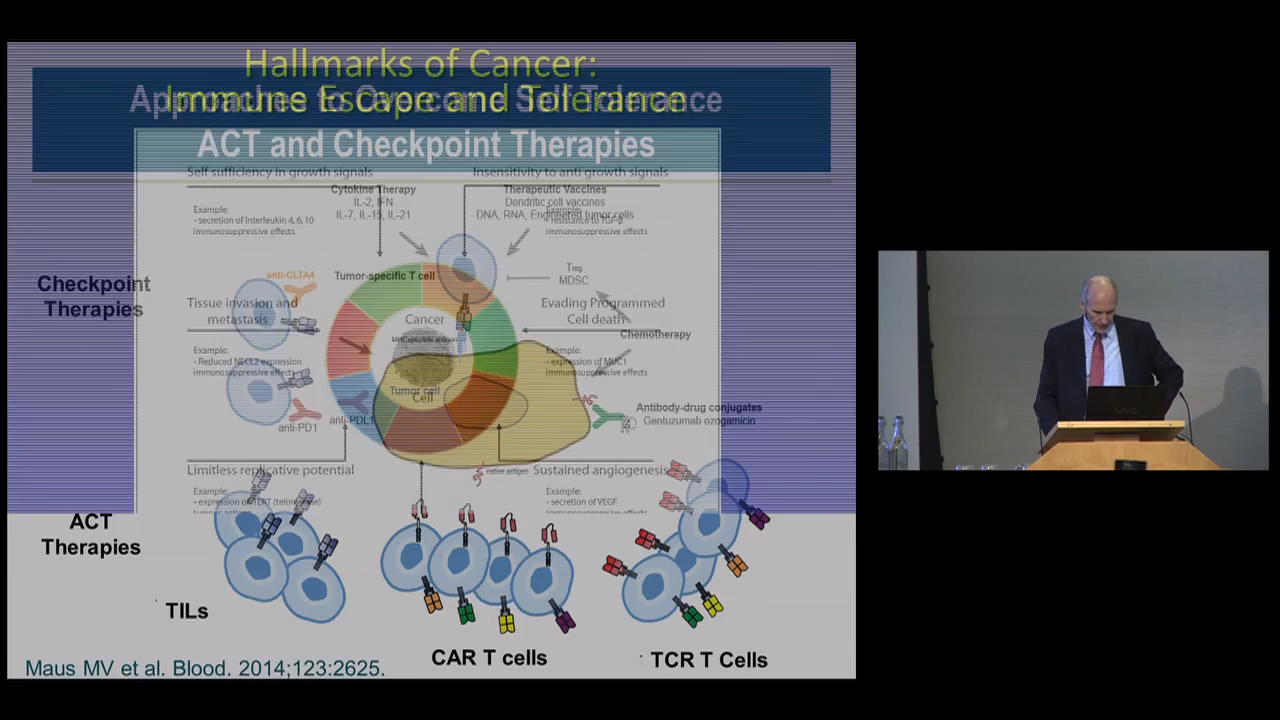 Hallmarks of Cancer:
Approaches to Overcome Self Tolerance
Immune Escape and Tolerance
ACT and Checkpoint Therapies
Self sufficiency in growth signals
Insensitivity to anti growth signals
Cytokine Therapy
IL-2, IFN
IL-7, IL-15, IL-21
Therapeutic Vaccines
Dendritic cell vaccines
DNA, RNA, Engineered tumor cells
Example:
- secretion of Interleukin 4, 6, 10
immunosuppressive effects
Example:
- resistance to TGF-β
immunosuppressive effects
Checkpoint
Therapies
anti-CLTA4
Tumor-specific T cell
Treg
MDSC
Tissue invasion and
metastasis
Cancer
Evading Programmed
Cell death
MHC-peptide antigen
Chemotherapy
Example:
- Reduced NECL2 expression
immunosuppressive effects
Example:
- expression of MUC1
immunosuppressive effects
Tumor cell
Cell
anti-PD1
anti-PDL1
Antibody-drug conjugates
Gentuzumab ozogamicin
Limitless replicative potential
native antigen
Sustained angiogenesis
Example:
- expression of TERT (telomerase)
Example:
- secretion of VEGF
immunosuppressive effects
ACT
Therapies
TILs
CAR T cells
TCR T Cells
Maus MV et al. Blood. 2014;123:2625.
VAIO